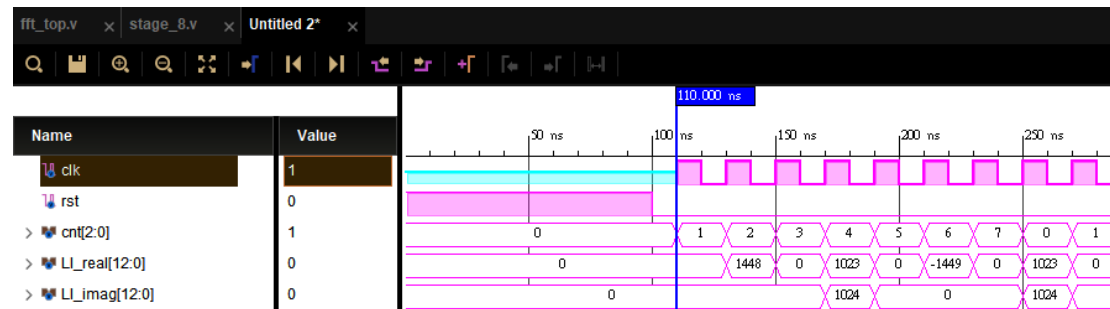 fft_top.v × stage_8.v × Untitled 2* ×
110.000 ns
Name Value 50 ns 100 ns 150 ns 200 ns 250 ns
clk 1
rst 0
> cnt[2:0] 1 0 1 2 3 4 5 6 7 0 1
> LI_real[12:0] 0 0 1448 0 1023 0 -1449 0 1023 0
> LI_imag[12:0] 0 0 1024 0 1024